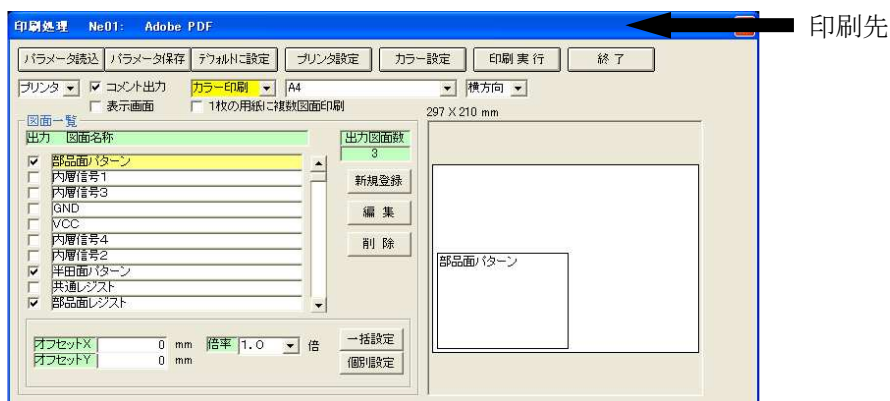 印刷処理 Ne01: Adobe PDF
印刷先
パラメータ読込 パラメータ保存 デフォルトに設定 プリンタ設定 カラー設定 印刷実行 終了
プリンタ コメント出力 カラー印刷 A4 横方向
表示画面 1枚の用紙に複数図面印刷
297 X 210 mm
図面一覧
出力 図面名称 出力図面数
3
部品面パターン
内層信号1
内層信号3
GND
VCC
内層信号4
内層信号2
半田面パターン
共通レジスト
部品面レジスト
新規登録
編集
削除
部品面パターン
オフセットX 0 mm 倍率 1.0 倍 一括設定
オフセットY 0 mm 個別設定